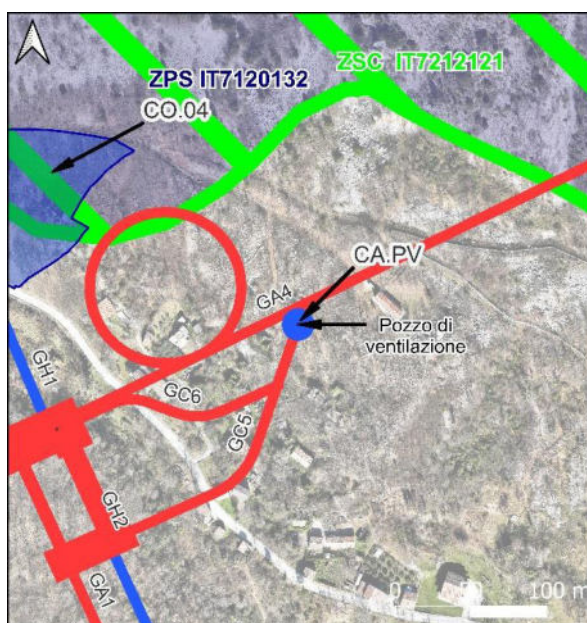 ZSC IT7212121
ZPS IT7120132
CO.04
CA.PV
GA4
Pozzo di
ventilazione
GH1
GC6
GC5
GH2
GA1
0 50 100 m